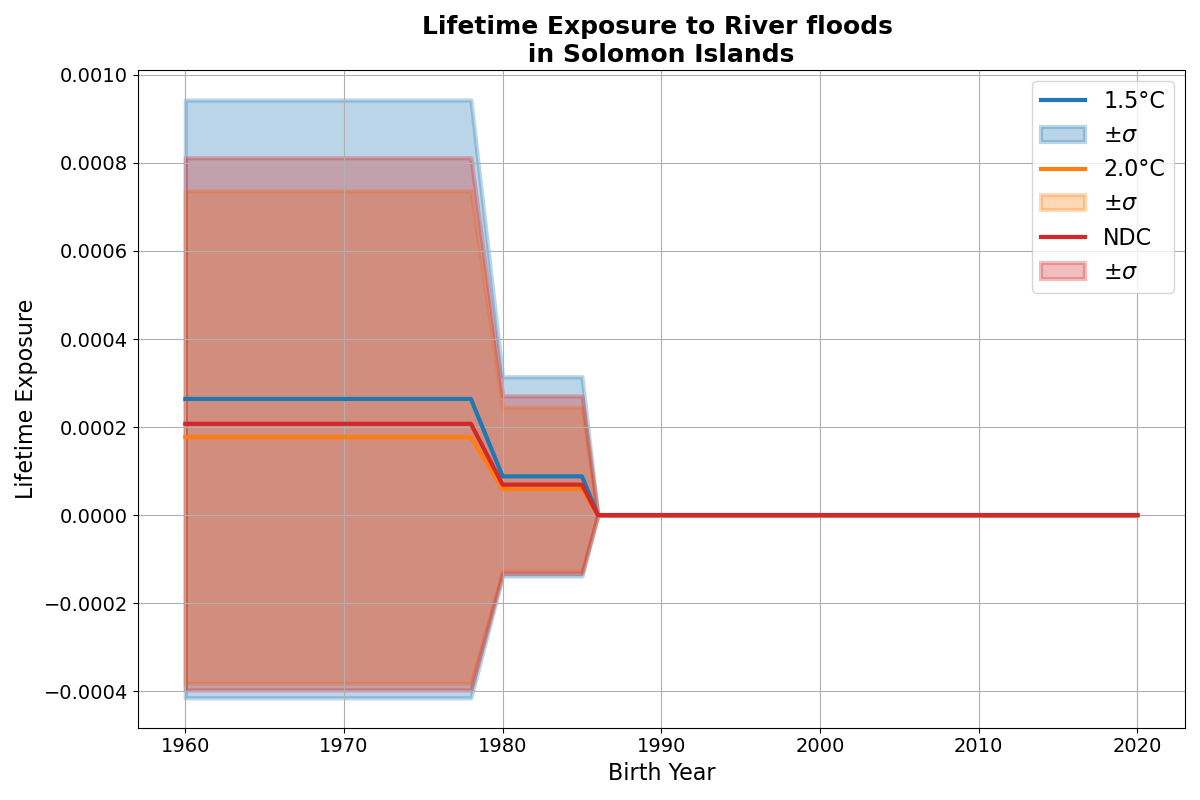 Lifetime Exposure to River floods
in Solomon Islands
0.0010
0.0008
0.0006
0.0004
0.0002
0.0000
−0.0002
−0.0004
Lifetime Exposure
1960
1970
1980
1990
2000
2010
2020
Birth Year
1.5°C
±σ
2.0°C
±σ
NDC
±σ